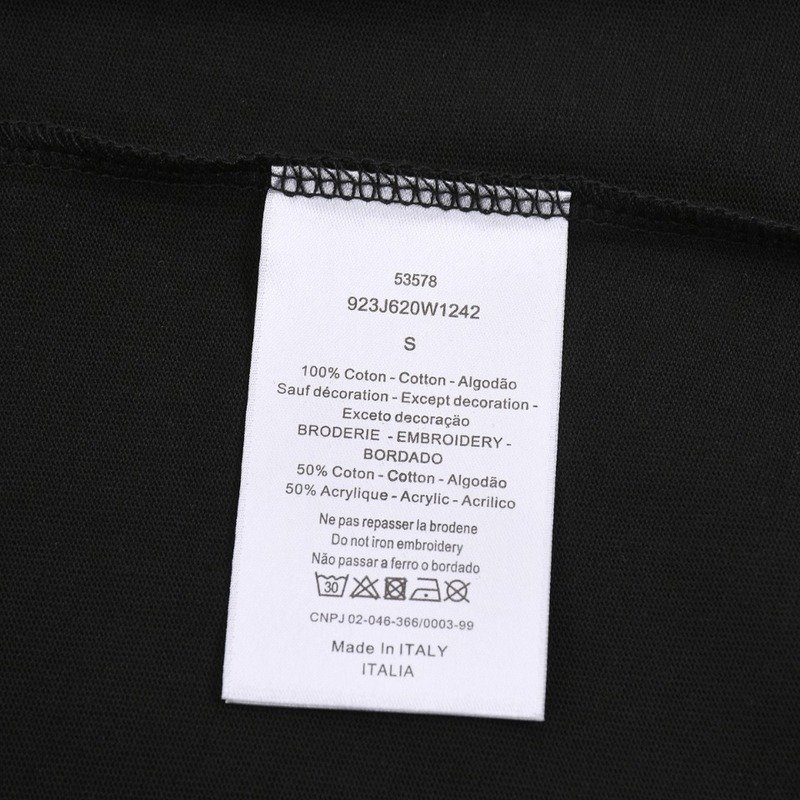 53578
923J620W1242
S
100% Coton - Cotton - Algodão
Sauf décoration - Except decoration -
Exceto decoração
BRODERIE - EMBROIDERY -
BORDADO
50% Coton - Cotton - Algodão
50% Acrylique - Acrylic - Acrilico
Ne pas repasser la brodene
Do not iron embroidery
Não passar a ferro o bordado
30
CNPJ 02-046-366/0003-99
Made In ITALY
ITALIA